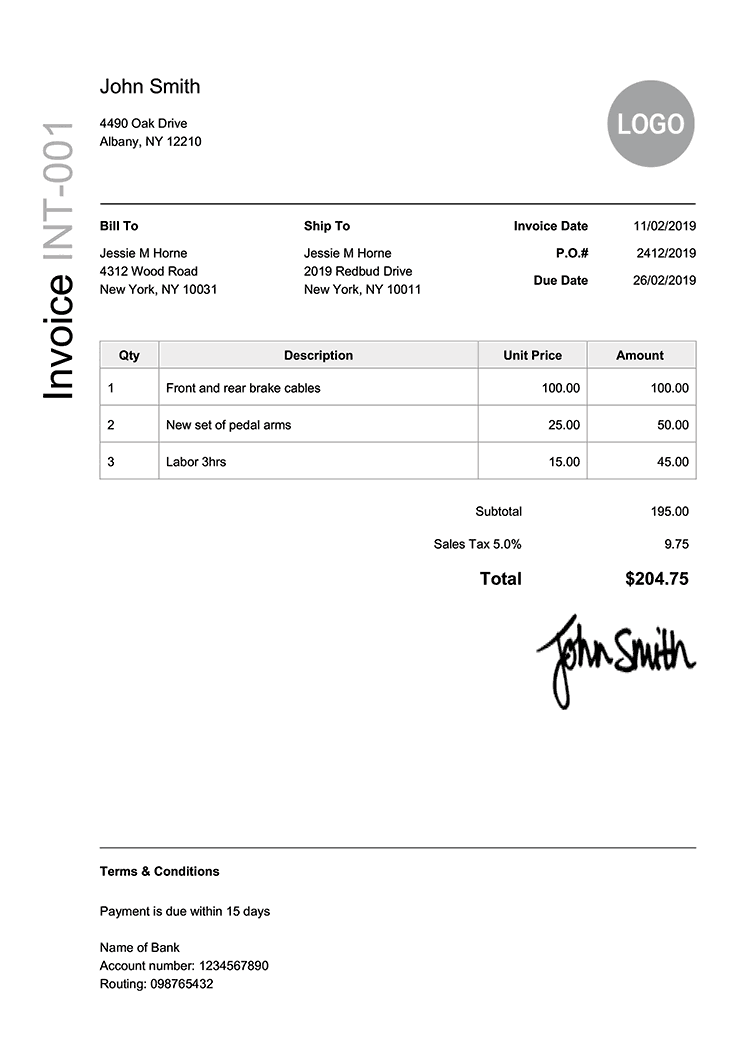 John Smith
4490 Oak Drive
Albany, NY 12210
LOGO
Invoice INT-001
Bill To
Jessie M Horne
4312 Wood Road
New York, NY 10031
Ship To
Jessie M Horne
2019 Redbud Drive
New York, NY 10011
Invoice Date 11/02/2019
P.O.# 2412/2019
Due Date 26/02/2019
Qty Description Unit Price Amount
1 Front and rear brake cables 100.00 100.00
2 New set of pedal arms 25.00 50.00
3 Labor 3hrs 15.00 45.00
Subtotal 195.00
Sales Tax 5.0% 9.75
Total $204.75
John Smith
Terms & Conditions
Payment is due within 15 days
Name of Bank
Account number: 1234567890
Routing: 098765432